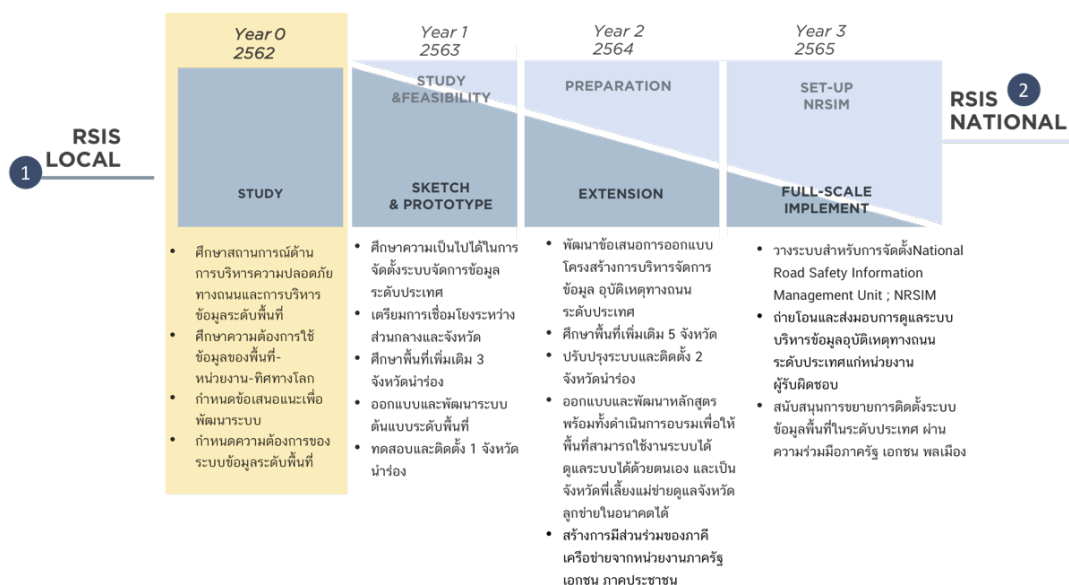 Year 0
2562
Year 1
2563
Year 2
2564
Year 3
2565
RSIS
LOCAL
1
STUDY
STUDY
&FEASIBILITY
SKETCH
& PROTOTYPE
PREPARATION
EXTENSION
SET-UP
NRSIM
FULL-SCALE
IMPLEMENT
RSIS
NATIONAL
2
• ศึกษาสถานการณ์ด้าน
การบริหารความปลอดภัย
ทางถนนและการบริหาร
ข้อมูลระดับพื้นที่
• ศึกษาความต้องการใช้
ข้อมูลของพื้นที่-
หน่วยงาน-ทิศทางโลก
• กำหนดข้อเสนอแนะเพื่อ
พัฒนาระบบ
• กำหนดความต้องการของ
ระบบข้อมูลระดับพื้นที่
• ศึกษาความเป็นไปได้ในการ
จัดตั้งระบบจัดการข้อมูล
ระดับประเทศ
• เตรียมการเชื่อมโยงระหว่าง
ส่วนกลางและจังหวัด
• ศึกษาพื้นที่เพิ่มเติม 3
จังหวัดนำร่อง
• ออกแบบและพัฒนาระบบ
ต้นแบบระดับพื้นที่
• ทดสอบและติดตั้ง 1 จังหวัด
นำร่อง
• พัฒนาข้อเสนอการออกแบบ
โครงสร้างการบริหารจัดการ
ข้อมูล อุบัติเหตุทางถนน
ระดับประเทศ
• ศึกษาพื้นที่เพิ่มเติม 5 จังหวัด
• ปรับปรุงระบบและติดตั้ง 2
จังหวัดนำร่อง
• ออกแบบและพัฒนาหลักสูตร
พร้อมทั้งดำเนินการอบรมเพื่อให้
พื้นที่สามารถใช้งานระบบได้
ดูแลระบบได้ด้วยตนเอง และเป็น
จังหวัดพี่เลี้ยงแม่ข่ายดูแลจังหวัด
ลูกข่ายในอนาคตได้
• สร้างการมีส่วนร่วมของภาคี
เครือข่ายจากหน่วยงานภาครัฐ
เอกชน ภาคประชาชน
• วางระบบสำหรับการจัดตั้งNational
Road Safety Information
Management Unit ; NRSIM
• ถ่ายโอนและส่งมอบการดูแลระบบ
บริหารข้อมูลอุบัติเหตุทางถนน
ระดับประเทศแก่หน่วยงาน
ผู้รับผิดชอบ
• สนับสนุนการขยายการติดตั้งระบบ
ข้อมูลพื้นที่ในระดับประเทศ ผ่าน
ความร่วมมือภาครัฐ เอกชน พลเมือง